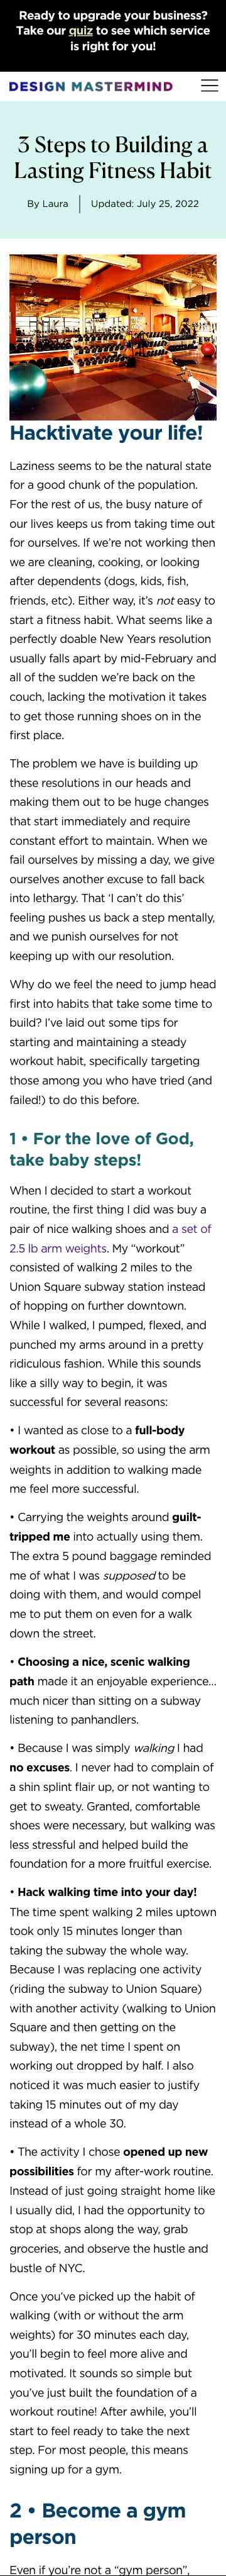 Ready to upgrade your business?
Take our quiz to see which service
is right for you!
DESIGN MASTERMIND
3 Steps to Building a
Lasting Fitness Habit
By Laura | Updated: July 25, 2022
Hacktivate your life!
Laziness seems to be the natural state
for a good chunk of the population.
For the rest of us, the busy nature of
our lives keeps us from taking time out
for ourselves. If we’re not working then
we are cleaning, cooking, or looking
after dependents (dogs, kids, fish,
friends, etc). Either way, it’s not easy to
start a fitness habit. What seems like a
perfectly doable New Years resolution
usually falls apart by mid-February and
all of the sudden we’re back on the
couch, lacking the motivation it takes
to get those running shoes on in the
first place.
The problem we have is building up
these resolutions in our heads and
making them out to be huge changes
that start immediately and require
constant effort to maintain. When we
fail ourselves by missing a day, we give
ourselves another excuse to fall back
into lethargy. That ‘I can’t do this’
feeling pushes us back a step mentally,
and we punish ourselves for not
keeping up with our resolution.
Why do we feel the need to jump head
first into habits that take some time to
build? I’ve laid out some tips for
starting and maintaining a steady
workout habit, specifically targeting
those among you who have tried (and
failed!) to do this before.
1 • For the love of God,
take baby steps!
When I decided to start a workout
routine, the first thing I did was buy a
pair of nice walking shoes and a set of
2.5 lb arm weights. My “workout”
consisted of walking 2 miles to the
Union Square subway station instead
of hopping on further downtown.
While I walked, I pumped, flexed, and
punched my arms around in a pretty
ridiculous fashion. While this sounds
like a silly way to begin, it was
successful for several reasons:
• I wanted as close to a full-body
workout as possible, so using the arm
weights in addition to walking made
me feel more successful.
• Carrying the weights around guilt-
tripped me into actually using them.
The extra 5 pound baggage reminded
me of what I was supposed to be
doing with them, and would compel
me to put them on even for a walk
down the street.
• Choosing a nice, scenic walking
path made it an enjoyable experience…
much nicer than sitting on a subway
listening to panhandlers.
• Because I was simply walking I had
no excuses. I never had to complain of
a shin splint flair up, or not wanting to
get to sweaty. Granted, comfortable
shoes were necessary, but walking was
less stressful and helped build the
foundation for a more fruitful exercise.
• Hack walking time into your day!
The time spent walking 2 miles uptown
took only 15 minutes longer than
taking the subway the whole way.
Because I was replacing one activity
(riding the subway to Union Square)
with another activity (walking to Union
Square and then getting on the
subway), the net time I spent on
working out dropped by half. I also
noticed it was much easier to justify
taking 15 minutes out of my day
instead of a whole 30.
• The activity I chose opened up new
possibilities for my after-work routine.
Instead of just going straight home like
I usually did, I had the opportunity to
stop at shops along the way, grab
groceries, and observe the hustle and
bustle of NYC.
Once you’ve picked up the habit of
walking (with or without the arm
weights) for 30 minutes each day,
you’ll begin to feel more alive and
motivated. It sounds so simple but
you’ve just built the foundation of a
workout routine! After awhile, you’ll
start to feel ready to take the next
step. For most people, this means
signing up for a gym.
2 • Become a gym
person
Even if you’re not a “gym person”,